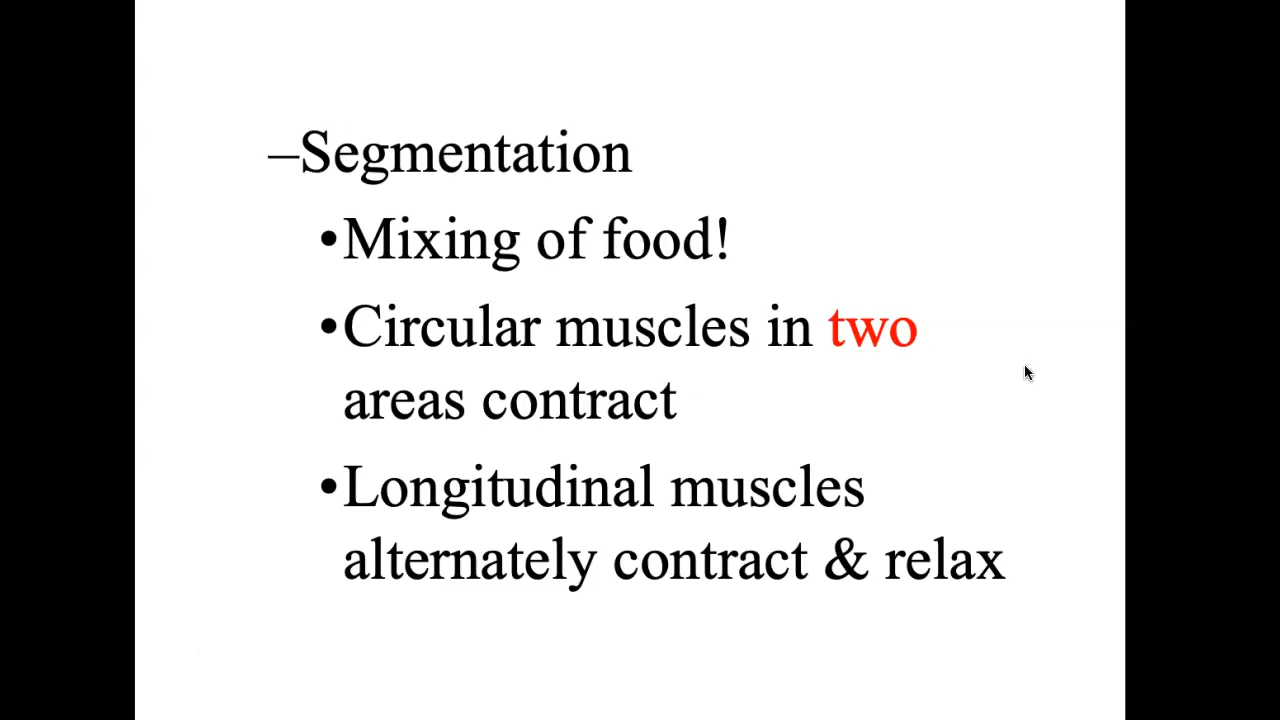 –Segmentation
•Mixing of food!
•Circular muscles in two
areas contract
•Longitudinal muscles
alternately contract & relax